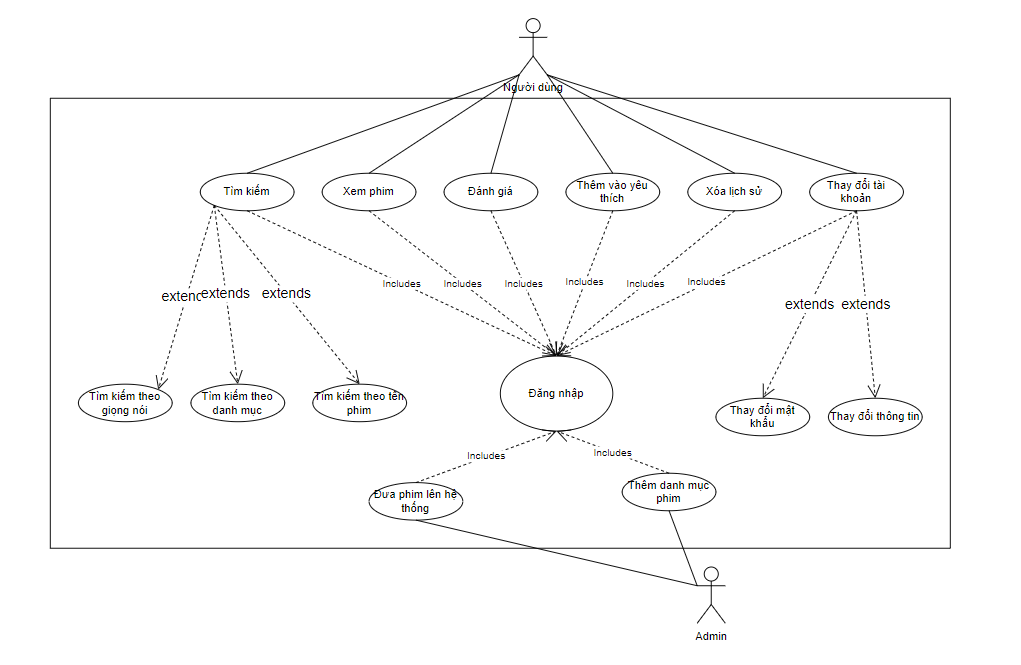 Người dùng
Tìm kiếm
Xem phim
Đánh giá
Thêm vào yêu
thích
Xóa lịch sử
Thay đổi tài
khoản
Includes
Includes
Includes
Includes
Includes
Includes
extends
extends
extends
extends
extends
Tìm kiếm theo
giọng nói
Tìm kiếm theo
danh mục
Tìm kiếm theo tên
phim
Đăng nhập
Thay đổi mật
khẩu
Thay đổi thông tin
Includes
Includes
Đưa phim lên hệ
thống
Thêm danh mục
phim
Admin